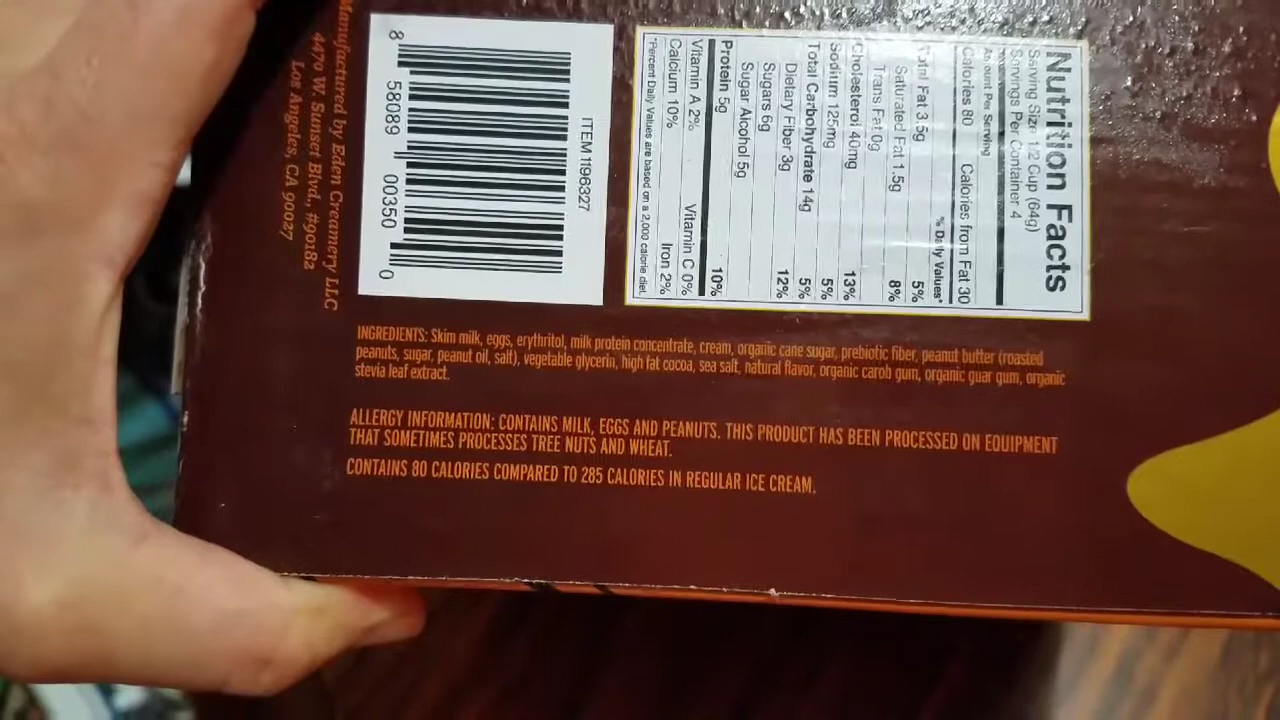 Nutrition Facts
Serving Size 1/2 Cup (64g)
Servings Per Container 4
Amount Per Serving
Calories 80 Calories from Fat 30
% Daily Values*
Total Fat 3.5g 5%
Saturated Fat 1.5g 8%
Trans Fat 0g
Cholesterol 40mg 13%
Sodium 125mg 5%
Total Carbohydrate 14g 5%
Dietary Fiber 3g 12%
Sugars 6g
Sugar Alcohol 5g
Protein 5g 10%
Vitamin A 2% Vitamin C 0%
Calcium 10% Iron 2%
*Percent Daily Values are based on a 2,000 calorie diet.
ITEM 1196327
8 58089 00350 0
Manufactured by Eden Creamery LLC
4470 W. Sunset Blvd., #90182
Los Angeles, CA 90027
INGREDIENTS: Skim milk, eggs, erythritol, milk protein concentrate, cream, organic cane sugar, prebiotic fiber, peanut butter (roasted
peanuts, sugar, peanut oil, salt), vegetable glycerin, high fat cocoa, sea salt, natural flavor, organic carob gum, organic guar gum, organic
stevia leaf extract.
ALLERGY INFORMATION: CONTAINS MILK, EGGS AND PEANUTS. THIS PRODUCT HAS BEEN PROCESSED ON EQUIPMENT
THAT SOMETIMES PROCESSES TREE NUTS AND WHEAT.
CONTAINS 80 CALORIES COMPARED TO 285 CALORIES IN REGULAR ICE CREAM.